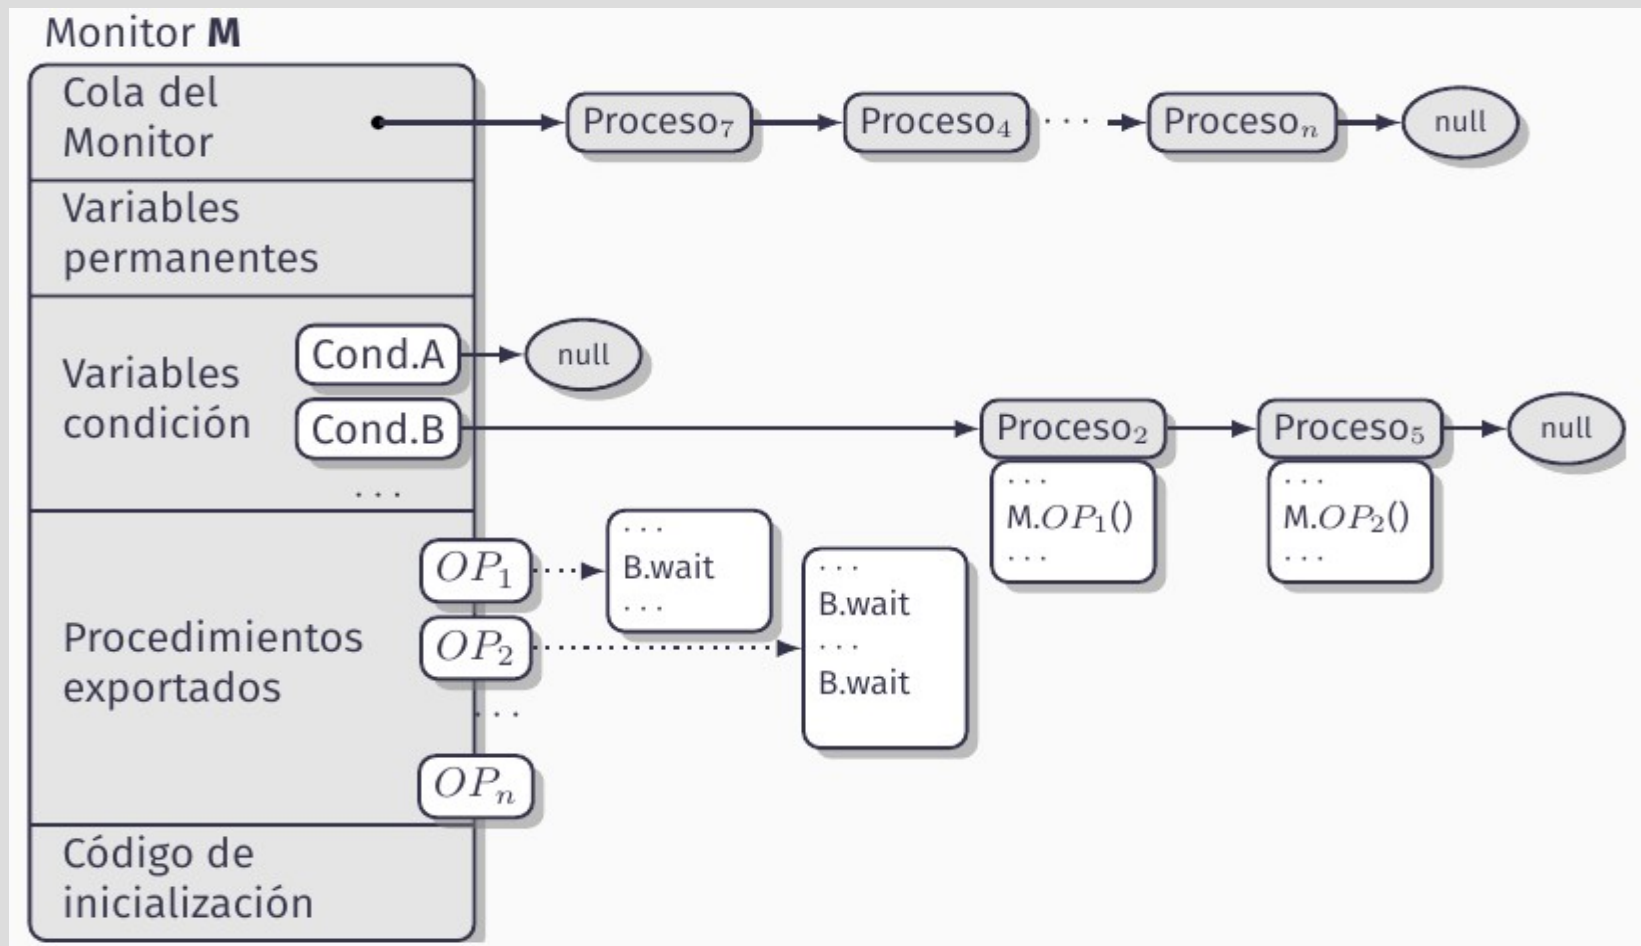 Monitor M
Cola del
Monitor
Proceso₇
Proceso₄
...
Procesoₙ
null
Variables
permanentes
Variables
condición
Cond.A
null
Cond.B
Proceso₂
Proceso₅
null
...
...
M.OP₁()
...
...
M.OP₂()
...
Procedimientos
exportados
OP₁
...
B.wait
...
OP₂
...
B.wait
...
B.wait
...
OPₙ
Código de
inicialización